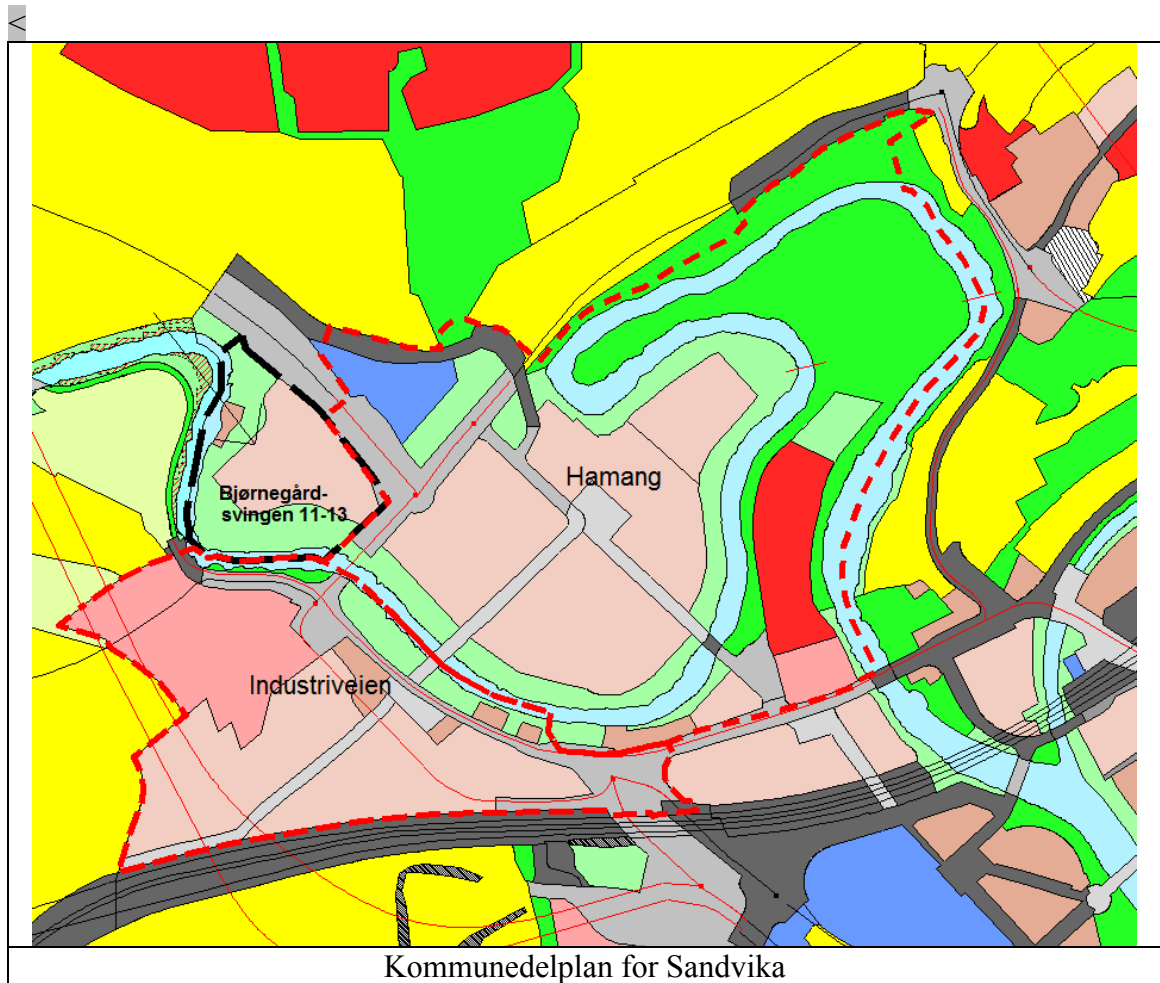 <
Hamang
Bjørnegård-
svingen 11-13
Industriveien
Kommunedelplan for Sandvika